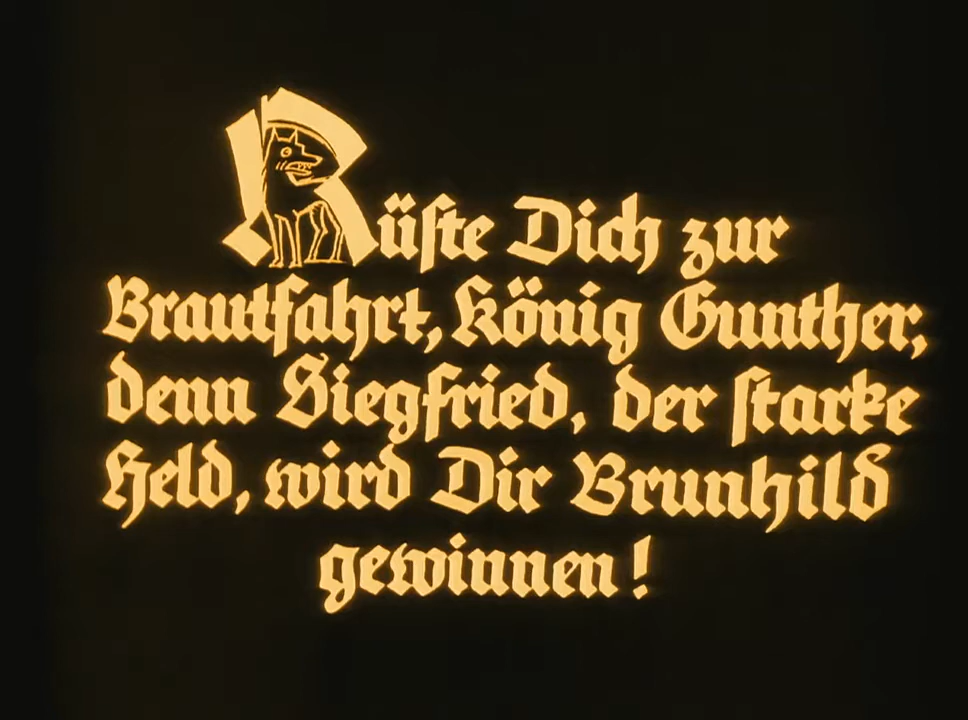 Rüste Dich zur
Brautfahrt, König Gunther,
denn Siegfried, der starke
Held, wird Dir Brunhild
gewinnen!